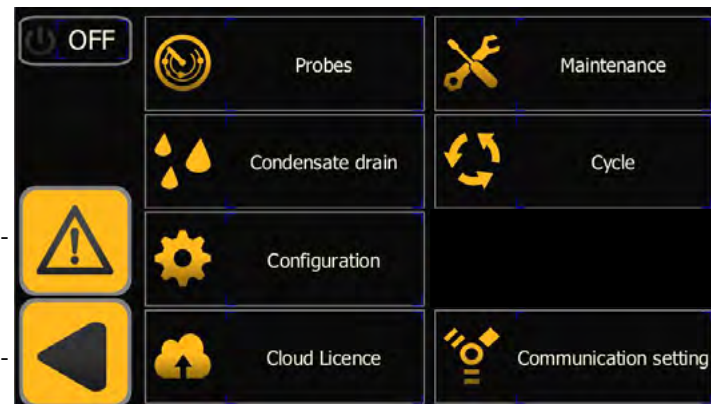 OFF
Probes
Maintenance
Condensate drain
Cycle
Configuration
Cloud Licence
Communication setting